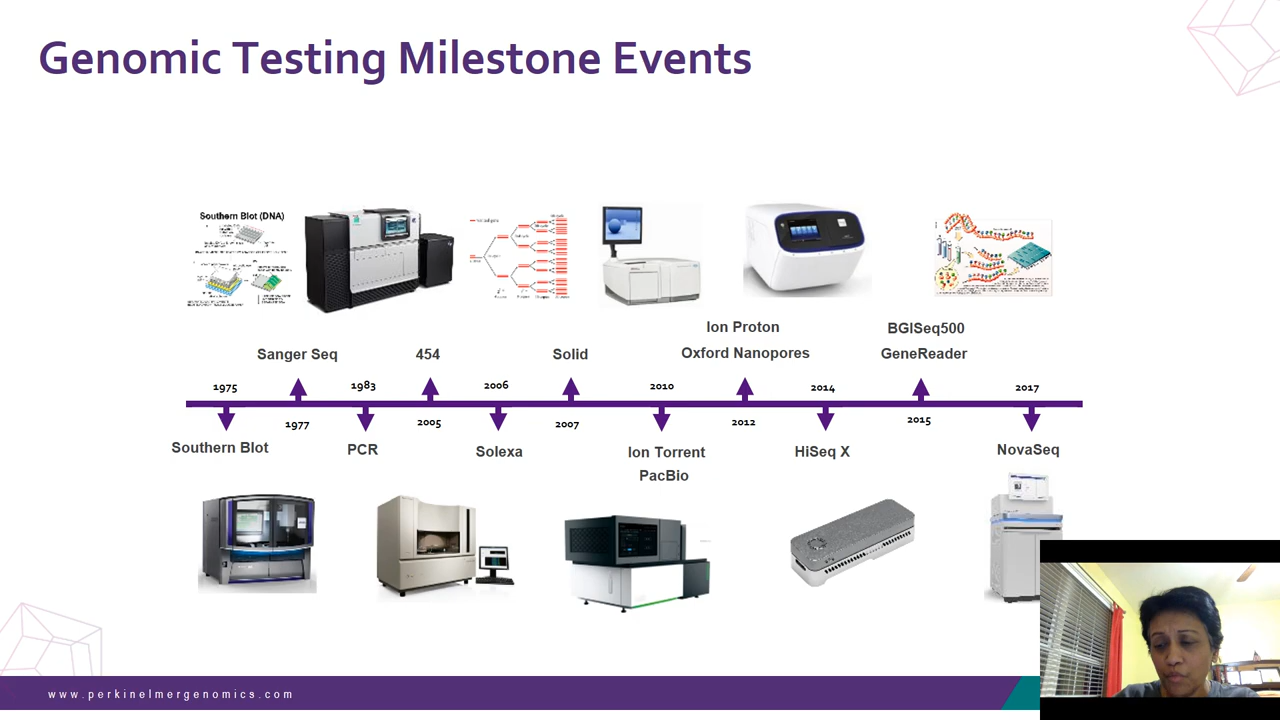 Genomic Testing Milestone Events
Southern Blot (DNA)
Ion Proton
BGISeq500
Sanger Seq
454
Solid
Oxford Nanopores
GeneReader
1975
1983
2006
2010
2014
2017
1977
2005
2007
2012
2015
Southern Blot
PCR
Solexa
Ion Torrent
HiSeq X
NovaSeq
PacBio
www.perkinelmergenomics.com